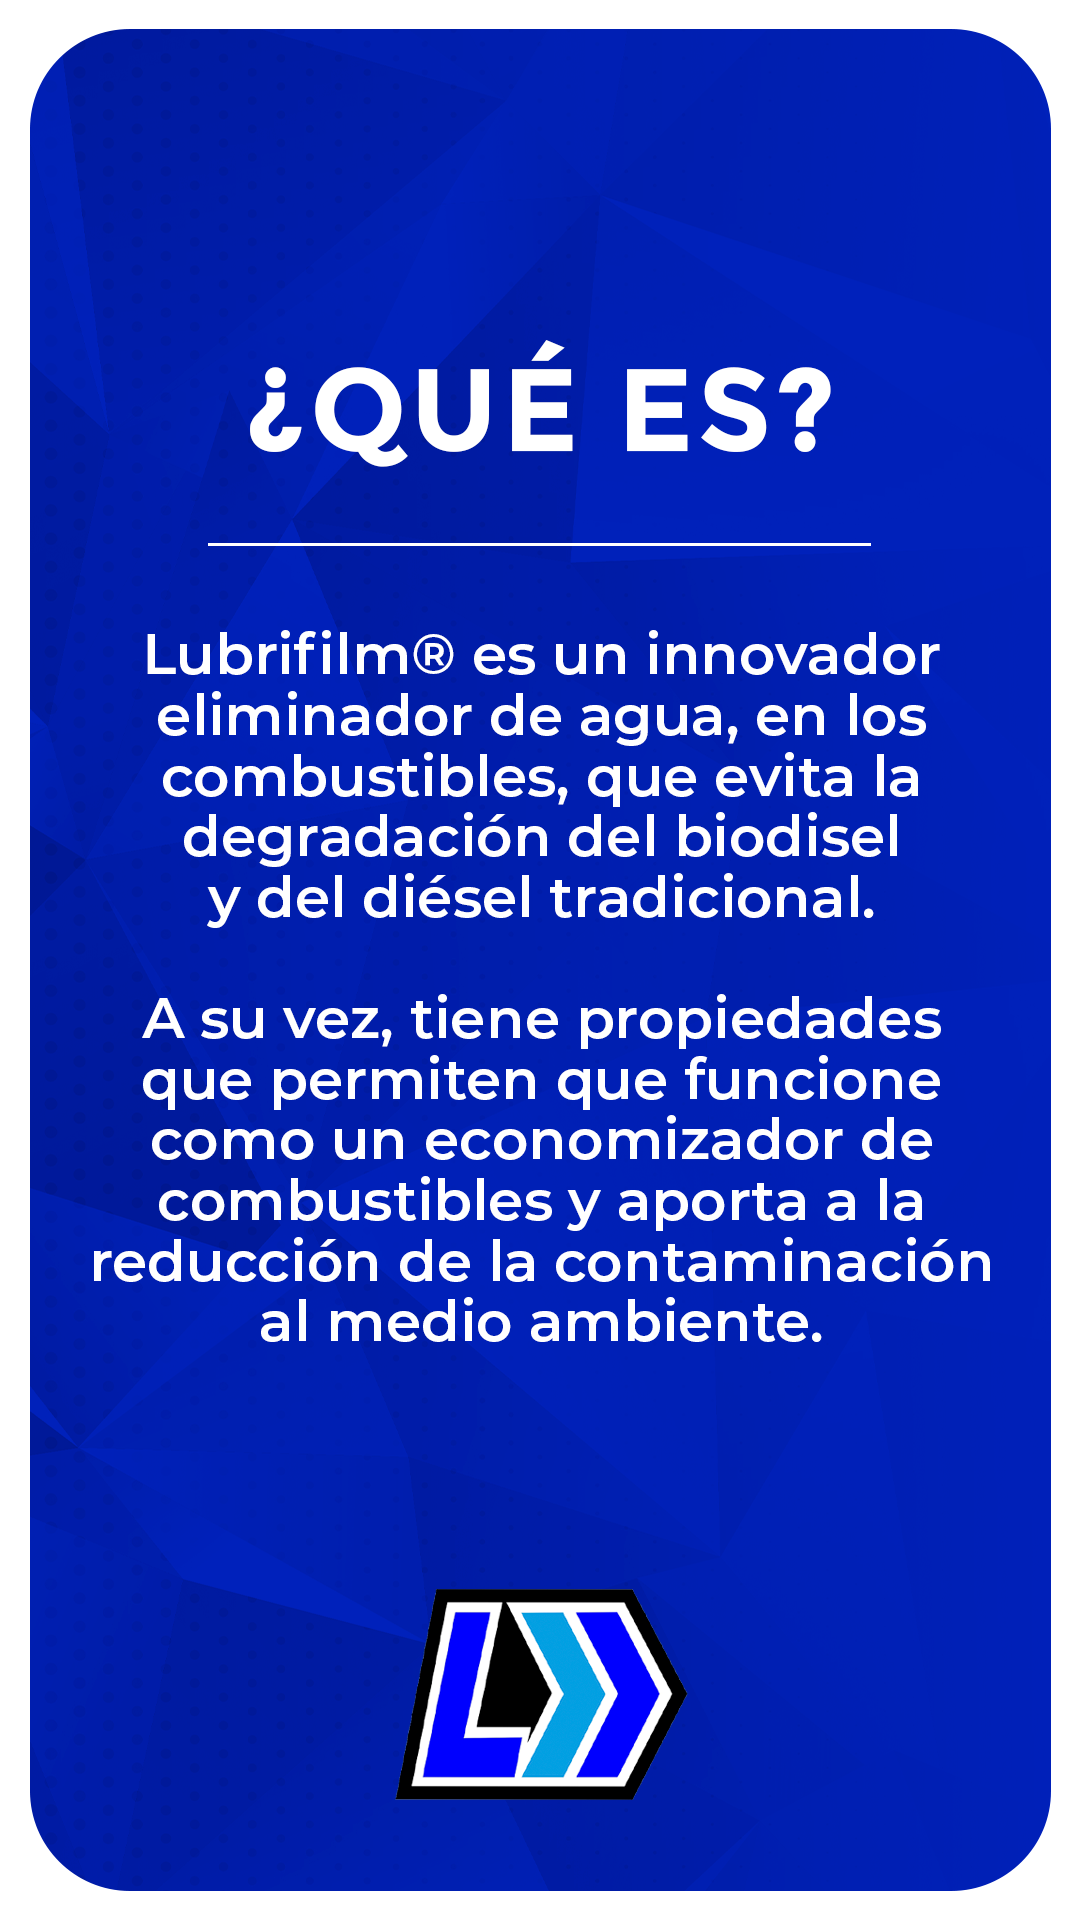 ¿QUÉ ES?
Lubrifilm® es un innovador
eliminador de agua, en los
combustibles, que evita la
degradación del biodisel
y del diésel tradicional.
A su vez, tiene propiedades
que permiten que funcione
como un economizador de
combustibles y aporta a la
reducción de la contaminación
al medio ambiente.
L